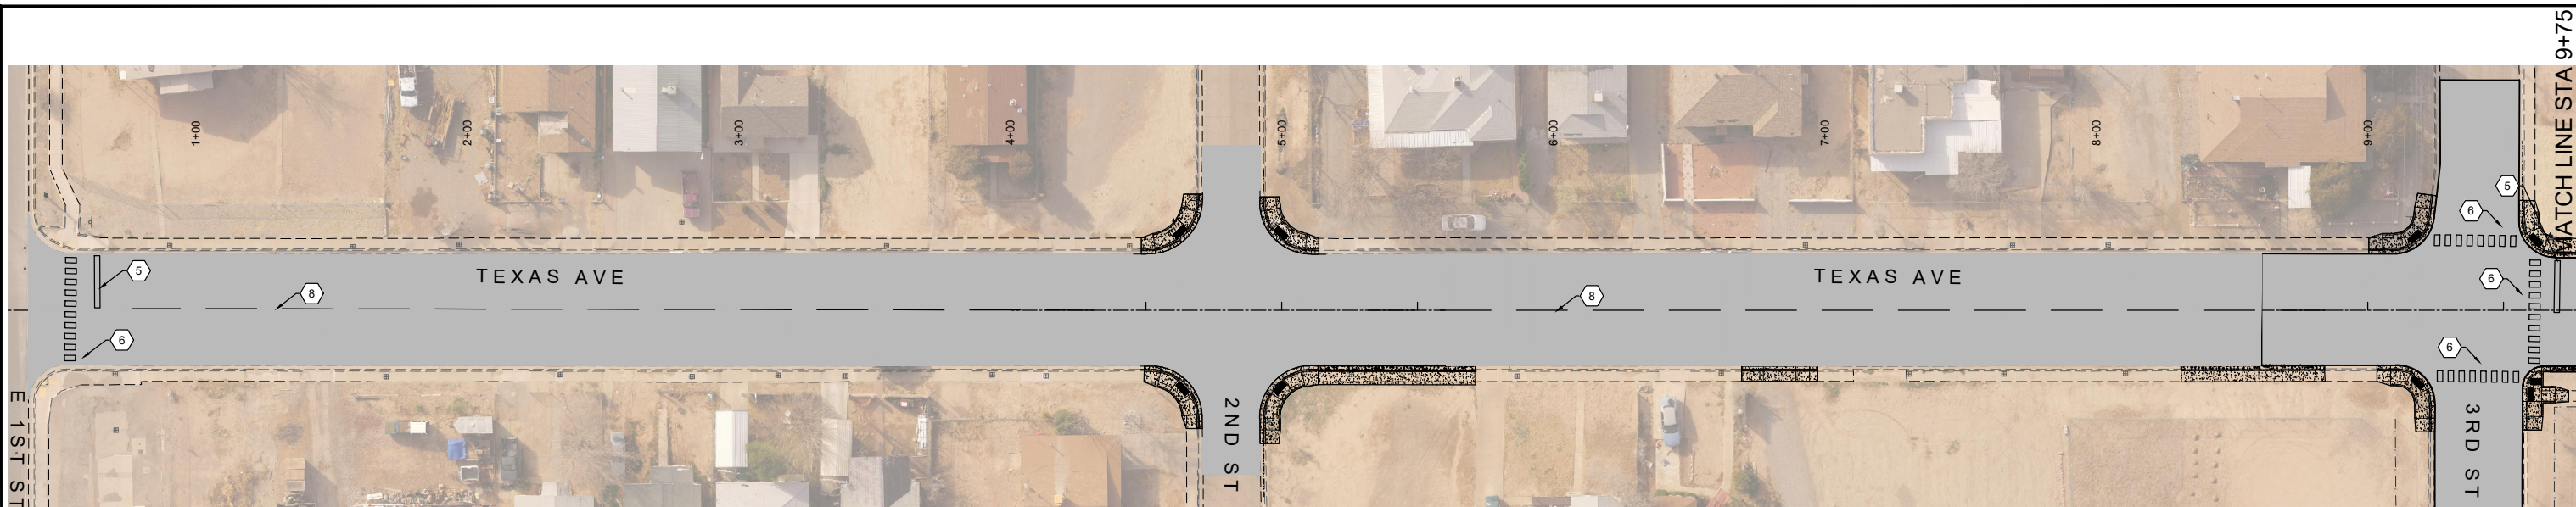 MATCH LINE STA 9+75
1+00
2+00
3+00
4+00
5+00
6+00
7+00
8+00
9+00
5
6
TEXAS AVE
TEXAS AVE
5
8
8
6
6
6
E 1ST ST
2ND ST
3RD ST